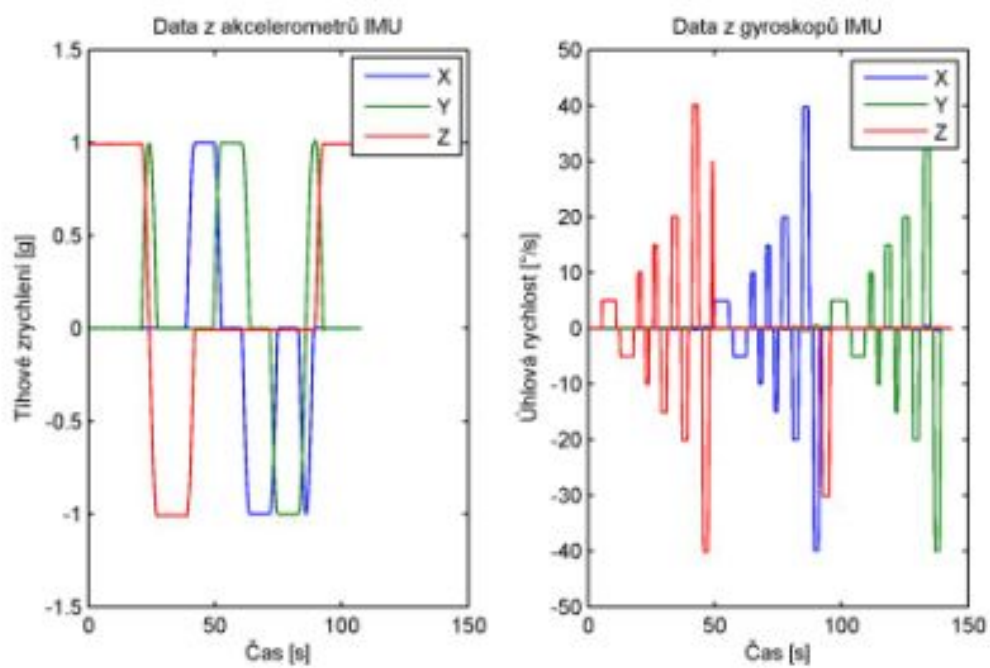 Data z akcelerometrů IMU
1.5
1
0.5
0
-0.5
-1
-1.5
0
50
100
150
Tíhové zrychlení [g]
Čas [s]
X
Y
Z
Data z gyroskopů IMU
50
40
30
20
10
0
-10
-20
-30
-40
-50
0
50
100
150
Úhlová rychlost [°/s]
Čas [s]
X
Y
Z